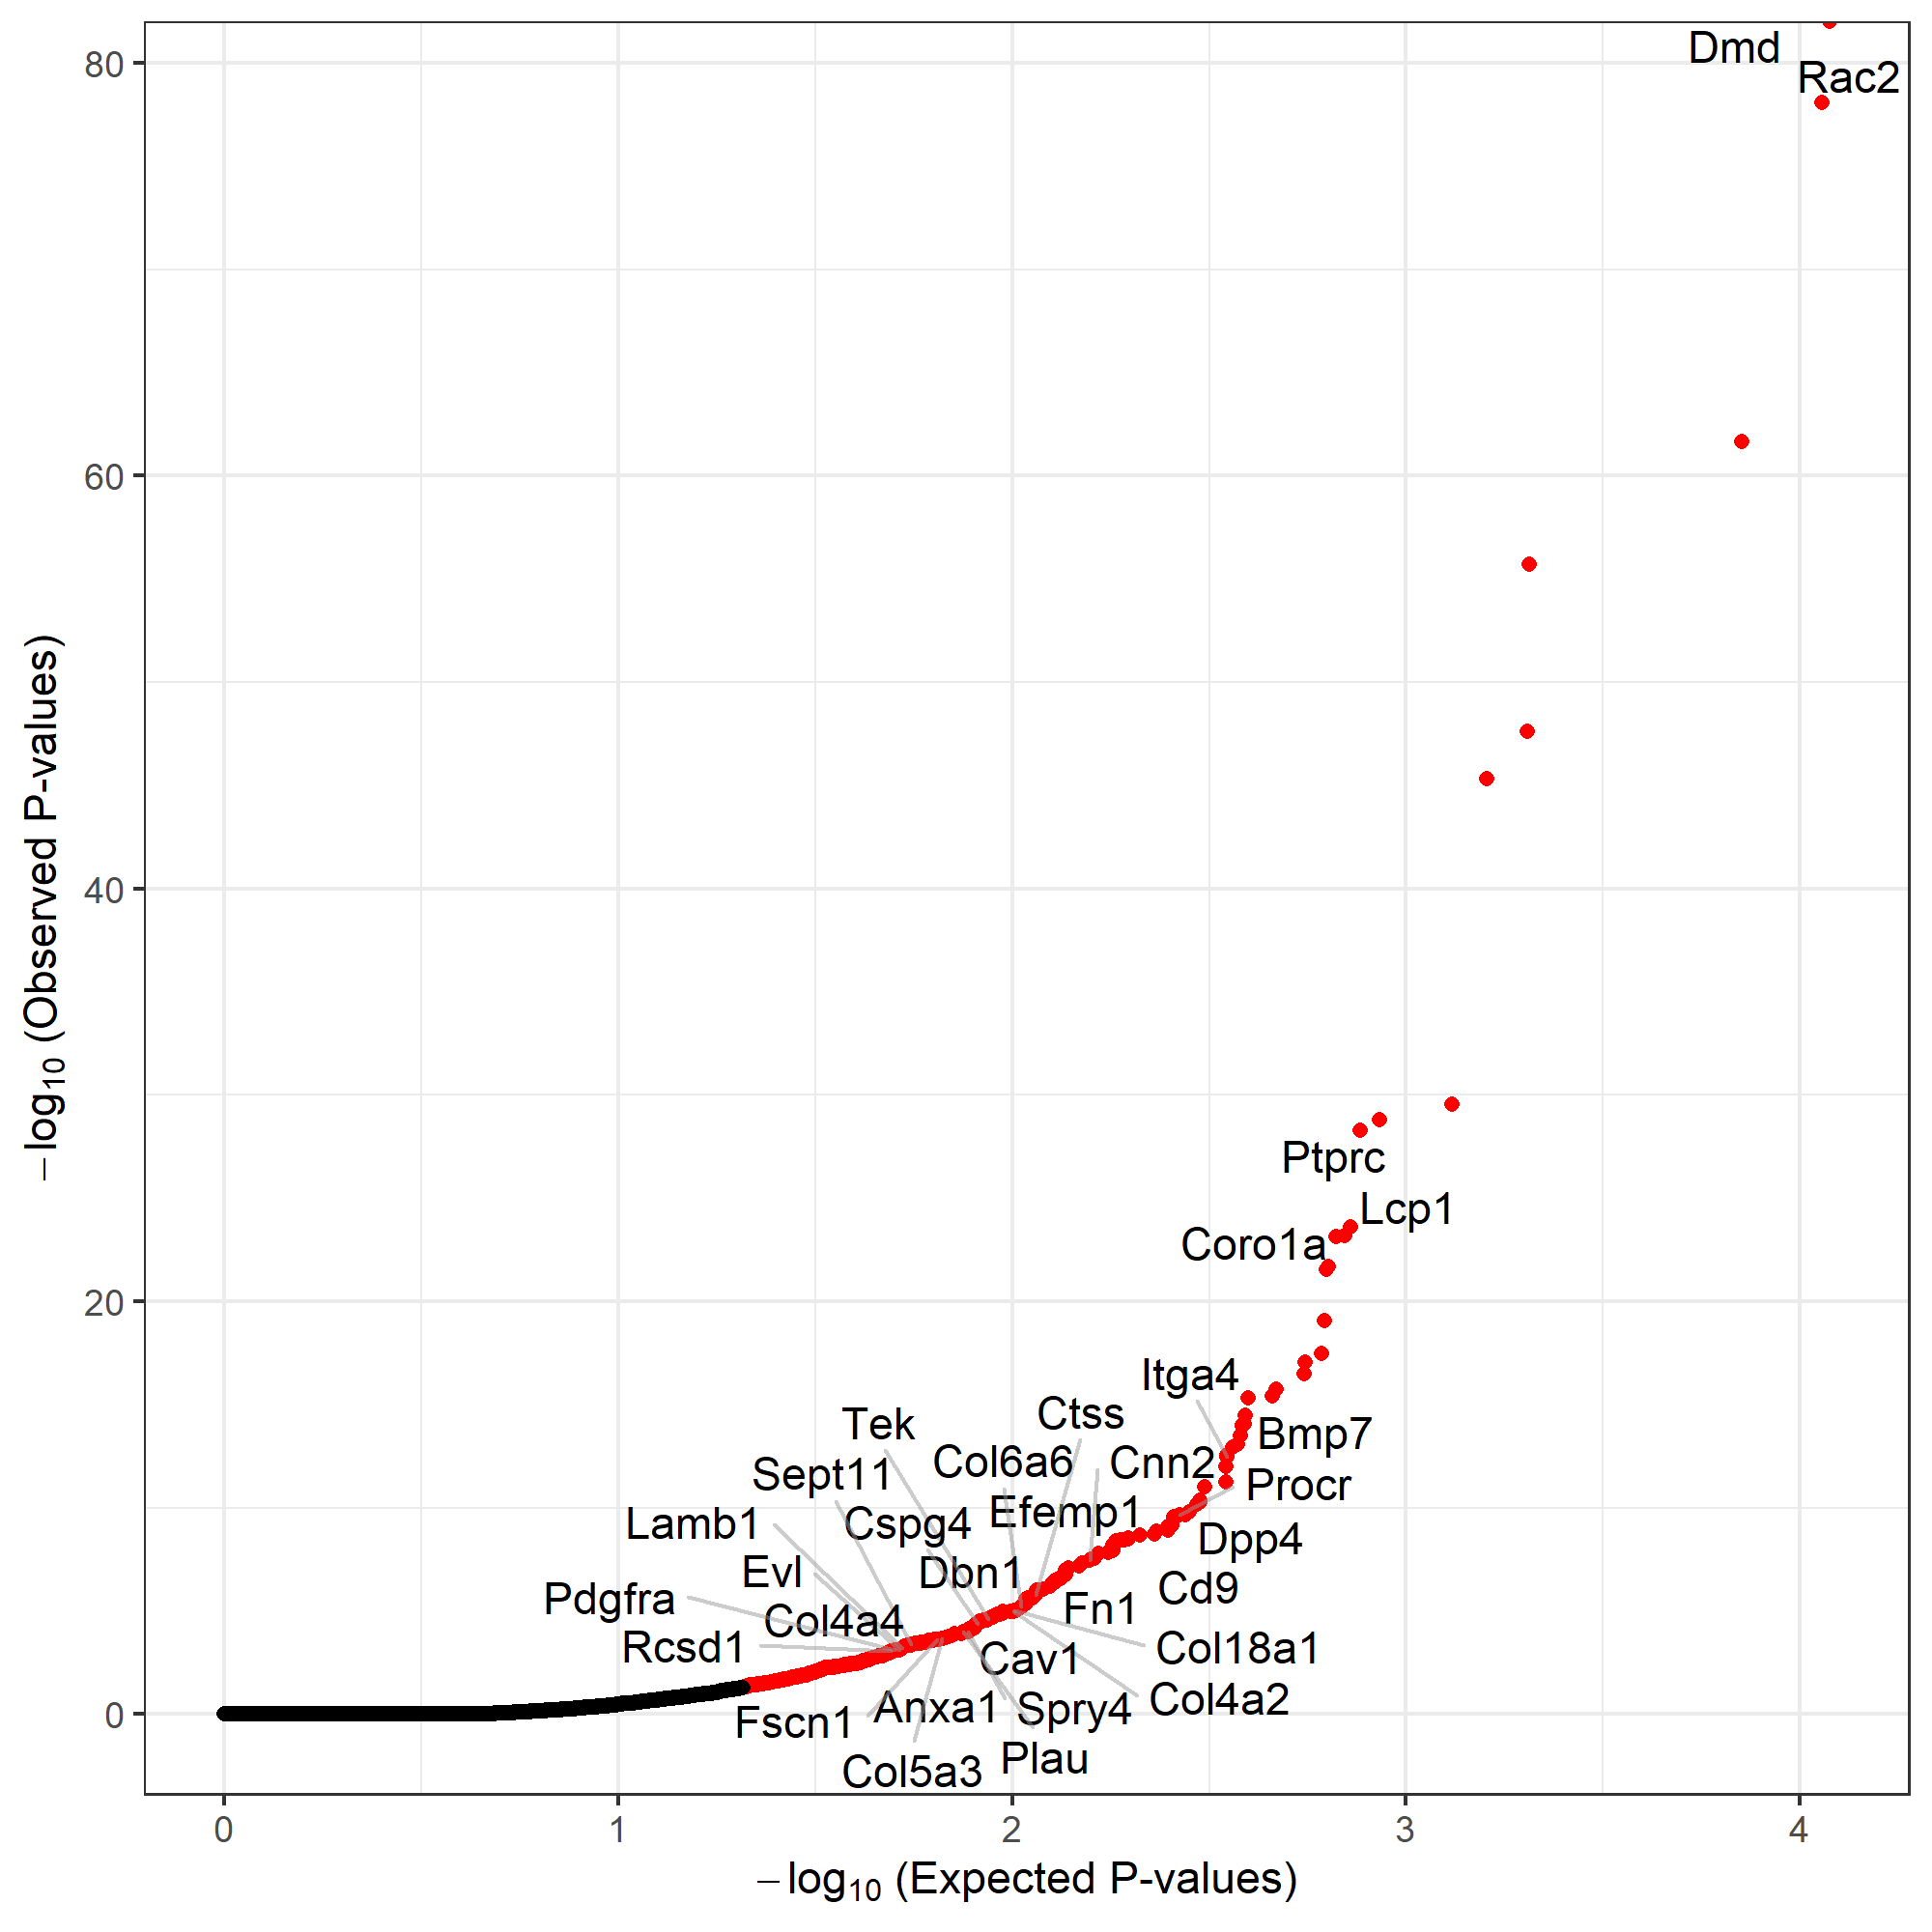 Dmd
80
Rac2
60
−log10 (Observed P-values)
40
Ptprc
Lcp1
Coro1a
20
Itga4
Ctss
Tek
Bmp7
Col6a6
Cnn2
Sept11
Procr
Efemp1
Lamb1
Cspg4
Dpp4
Evl
Dbn1
Cd9
Pdgfra
Fn1
Col4a4
Rcsd1
Col18a1
Cav1
Col4a2
Anxa1
Spry4
0
Fscn1
Plau
Col5a3
0 1 2 3 4
−log10 (Expected P-values)